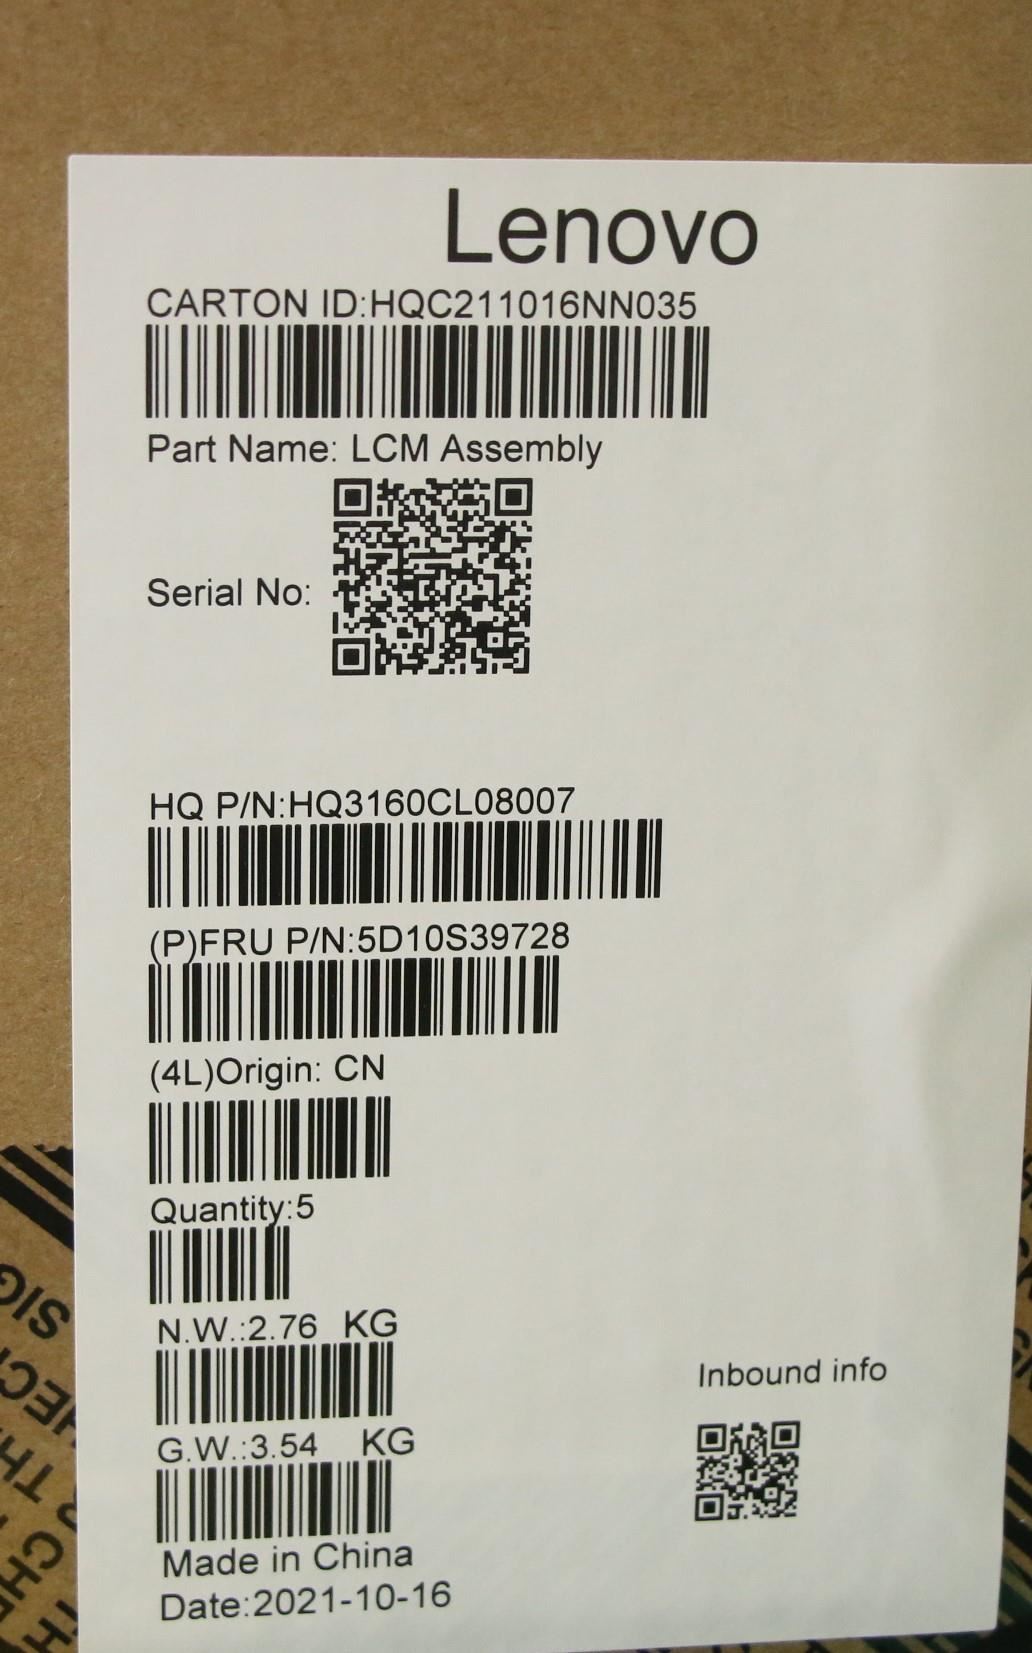 Lenovo
CARTON ID:HQC211016NN035
Part Name: LCM Assembly
Serial No:
HQ P/N:HQ3160CL08007
(P)FRU P/N:5D10S39728
(4L)Origin: CN
Quantity:5
N.W.:2.76 KG
G.W.:3.54 KG
Inbound info
Made in China
Date:2021-10-16